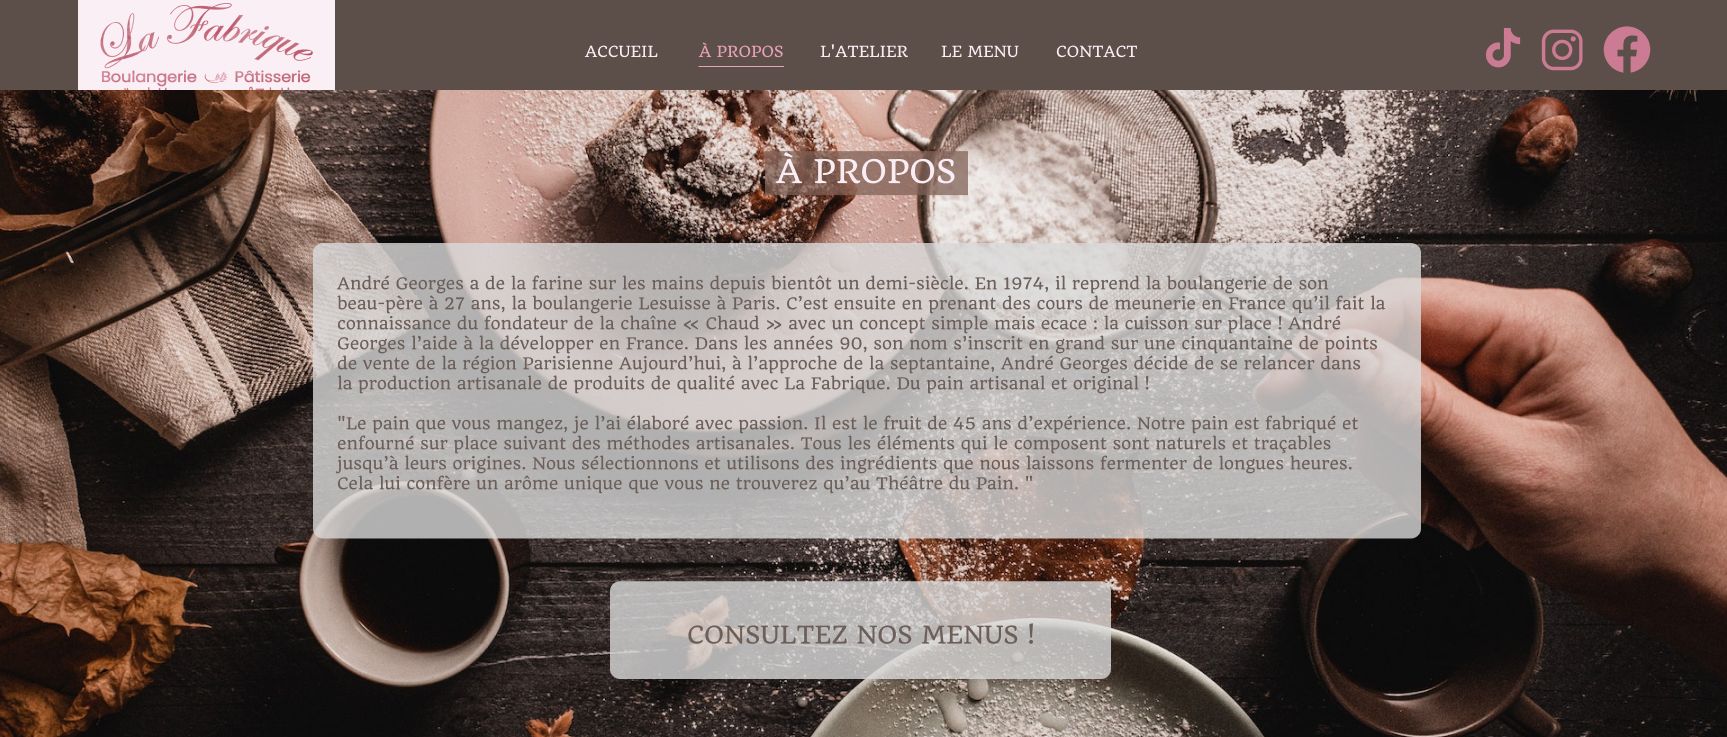 La Fabrique
Boulangerie Pâtisserie
ACCUEIL À PROPOS L'ATELIER LE MENU CONTACT
À PROPOS
André Georges a de la farine sur les mains depuis bientôt un demi-siècle. En 1974, il reprend la boulangerie de son
beau-père à 27 ans, la boulangerie Lesuisse à Paris. C’est ensuite en prenant des cours de meunerie en France qu’il fait la
connaissance du fondateur de la chaîne « Chaud » avec un concept simple mais ecace : la cuisson sur place ! André
Georges l’aide à la développer en France. Dans les années 90, son nom s’inscrit en grand sur une cinquantaine de points
de vente de la région Parisienne Aujourd’hui, à l’approche de la septantaine, André Georges décide de se relancer dans
la production artisanale de produits de qualité avec La Fabrique. Du pain artisanal et original !
"Le pain que vous mangez, je l’ai élaboré avec passion. Il est le fruit de 45 ans d’expérience. Notre pain est fabriqué et
enfourné sur place suivant des méthodes artisanales. Tous les éléments qui le composent sont naturels et traçables
jusqu’à leurs origines. Nous sélectionnons et utilisons des ingrédients que nous laissons fermenter de longues heures.
Cela lui confère un arôme unique que vous ne trouverez qu’au Théâtre du Pain. "
CONSULTEZ NOS MENUS !